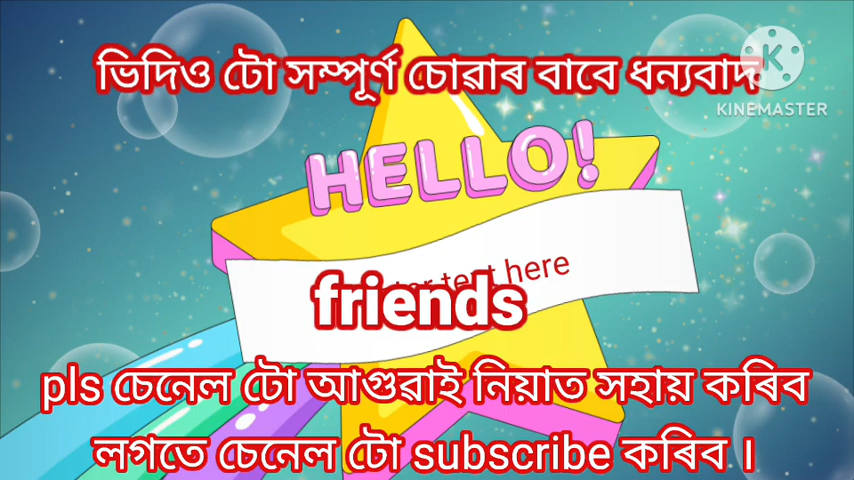 ভিদিও টো সম্পূৰ্ণ চোৱাৰ বাবে ধন্যবাদ
KINEMASTER
HELLO!
text here
friends
pls চেনেল টো আগুৱাই নিয়াত সহায় কৰিব
লগতে চেনেল টো subscribe কৰিব ।